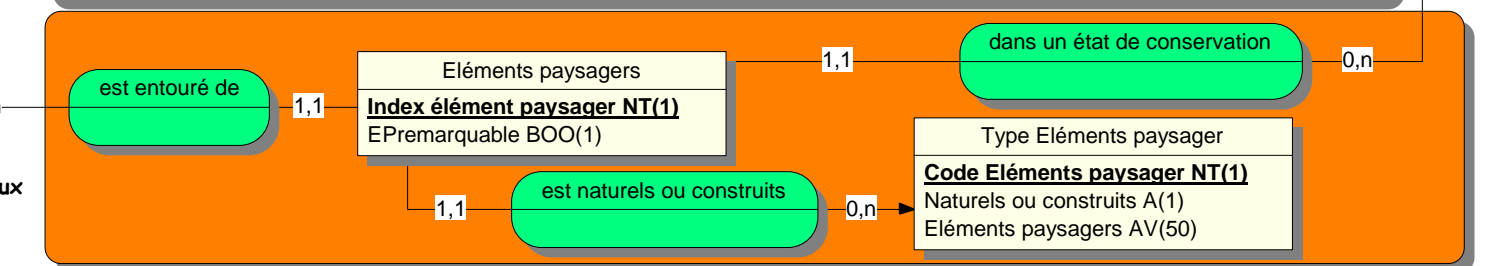 dans un état de conservation
1,1
0,n
Eléments paysagers
est entouré de
1,1
Index élément paysager NT(1)
EPremarquable BOO(1)
Type Eléments paysager
Code Eléments paysager NT(1)
est naturels ou construits
1,1
0,n
Naturels ou construits A(1)
Eléments paysagers AV(50)
ux